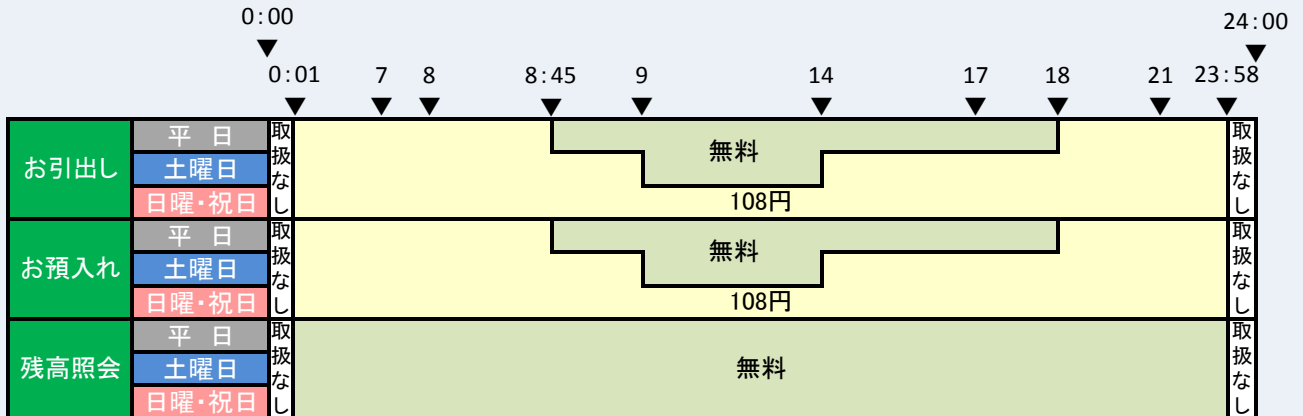 0:00
24:00
0:01 7 8 8:45 9 14 17 18 21 23:58
お引出し
平 日
土曜日
日曜・祝日
取扱なし
無料
108円
取扱なし
お預入れ
平 日
土曜日
日曜・祝日
取扱なし
無料
108円
取扱なし
残高照会
平 日
土曜日
日曜・祝日
取扱なし
無料
取扱なし